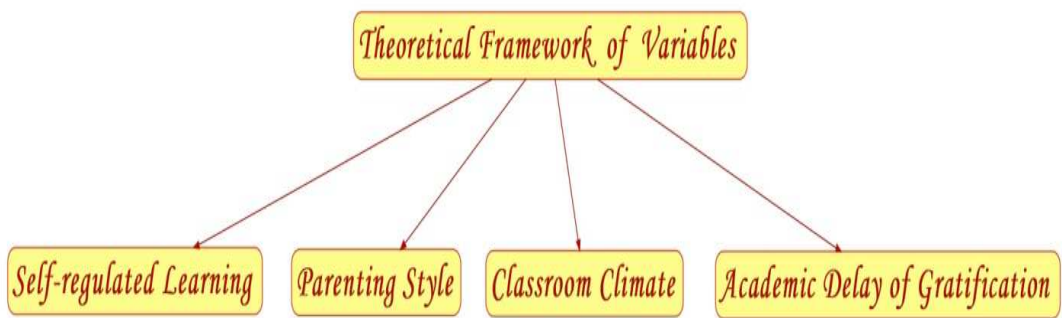 Theoretical Framework of Variables
Self-regulated Learning
Parenting Style
Classroom Climate
Academic Delay of Gratification